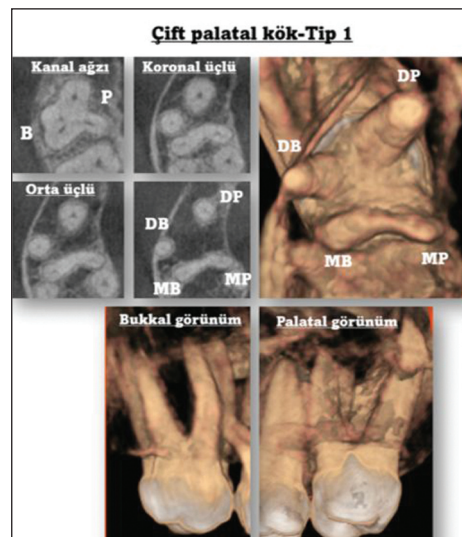 Çift palatal kök-Tip 1
Kanal ağzı
P
B
Koronal üçlü
DP
DB
MB
MP
Orta üçlü
DP
DB
MB
MP
Bukkal görünüm
Palatal görünüm